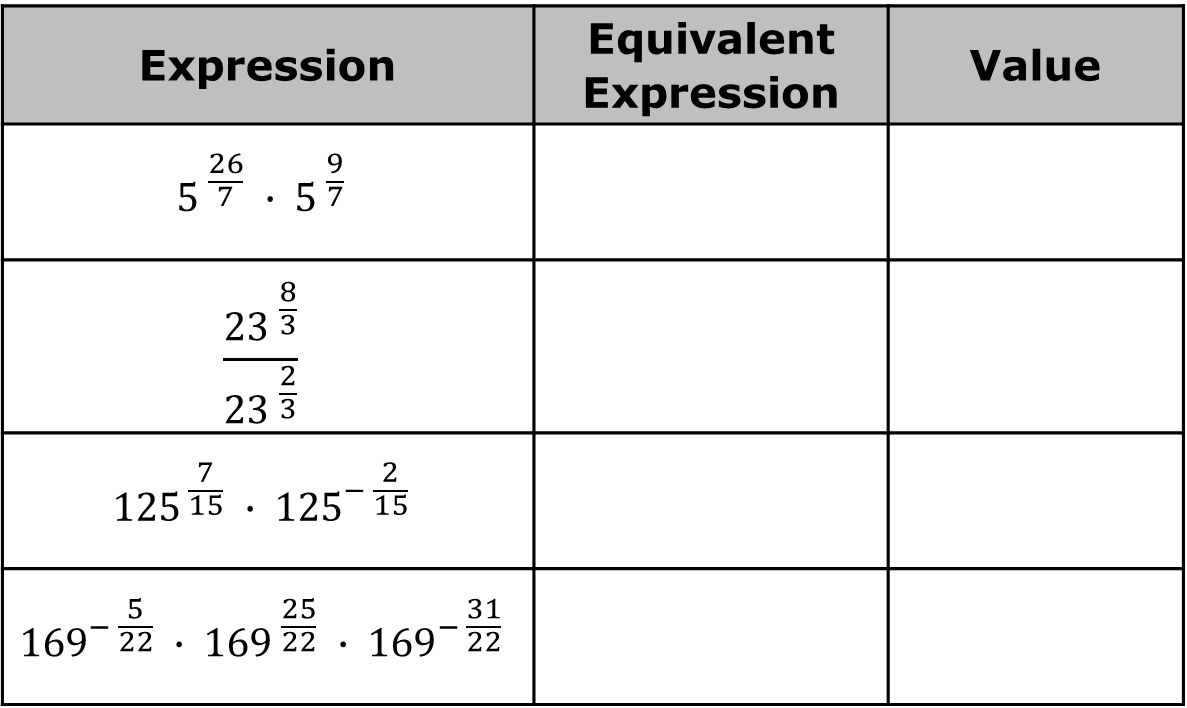 Expression
Equivalent
Expression
Value
5^(26/7) · 5^(9/7)
23^(8/3)
23^(2/3)
125^(7/15) · 125^(−2/15)
169^(−5/22) · 169^(25/22) · 169^(−31/22)